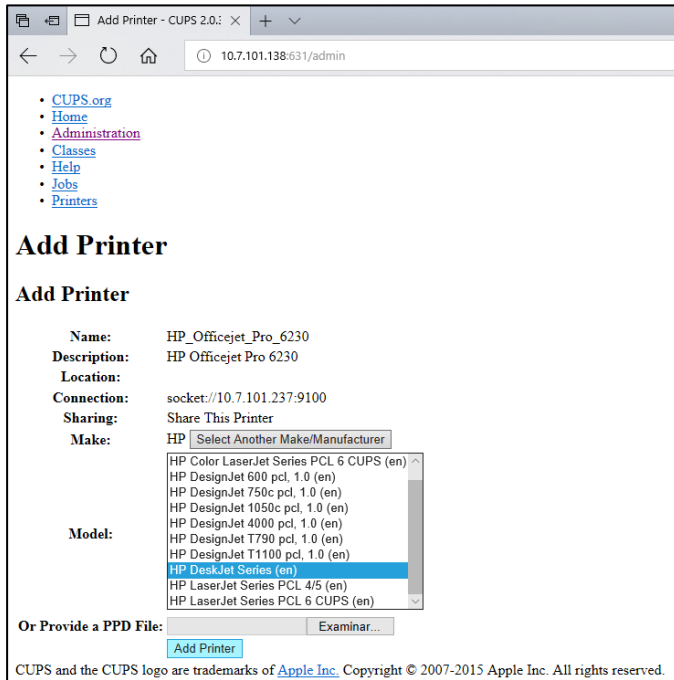 Add Printer - CUPS 2.0.:
10.7.101.138:631/admin
CUPS.org
Home
Administration
Classes
Help
Jobs
Printers
Add Printer
Add Printer
Name: HP_Officejet_Pro_6230
Description: HP Officejet Pro 6230
Location:
Connection: socket://10.7.101.237:9100
Sharing: Share This Printer
Make: HP Select Another Make/Manufacturer
HP Color LaserJet Series PCL 6 CUPS (en)
HP DesignJet 600 pcl, 1.0 (en)
HP DesignJet 750c pcl, 1.0 (en)
HP DesignJet 1050c pcl, 1.0 (en)
HP DesignJet 4000 pcl, 1.0 (en)
HP DesignJet T790 pcl, 1.0 (en)
HP DesignJet T1100 pcl, 1.0 (en)
Model:
HP DeskJet Series (en)
HP LaserJet Series PCL 4/5 (en)
HP LaserJet Series PCL 6 CUPS (en)
Or Provide a PPD File: Examinar...
Add Printer
CUPS and the CUPS logo are trademarks of Apple Inc. Copyright © 2007-2015 Apple Inc. All rights reserved.